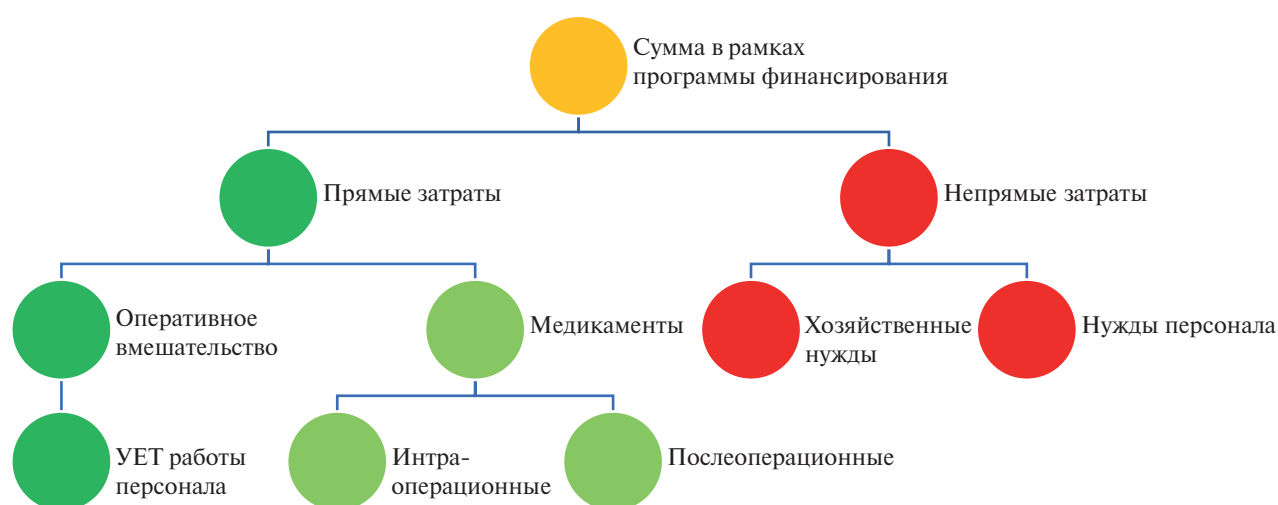 Сумма в рамках
программы финансирования
Прямые затраты
Непрямые затраты
Оперативное
вмешательство
Медикаменты
Хозяйственные
нужды
Нужды персонала
УЕТ работы
персонала
Интра-
операционные
Послеоперационные